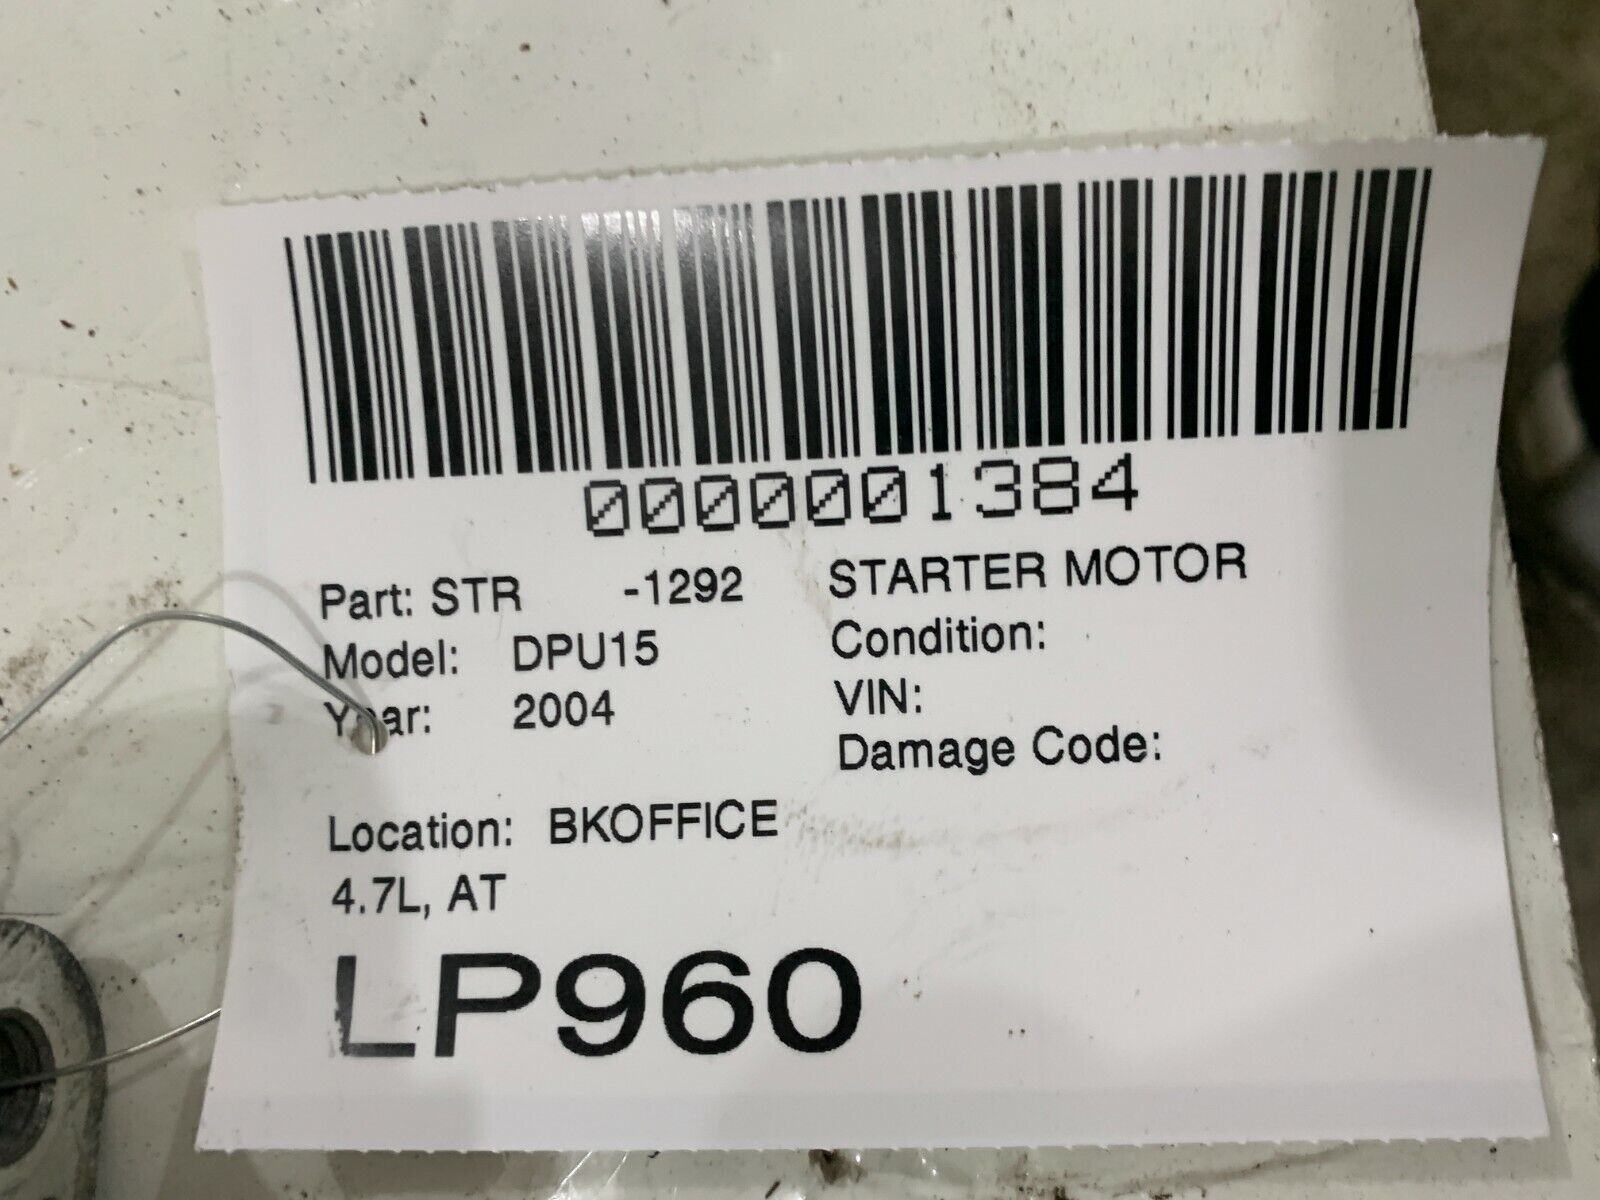 0000001384
Part: STR -1292 STARTER MOTOR
Model: DPU15 Condition:
Year: 2004 VIN:
Damage Code:
Location: BKOFFICE
4.7L, AT
LP960